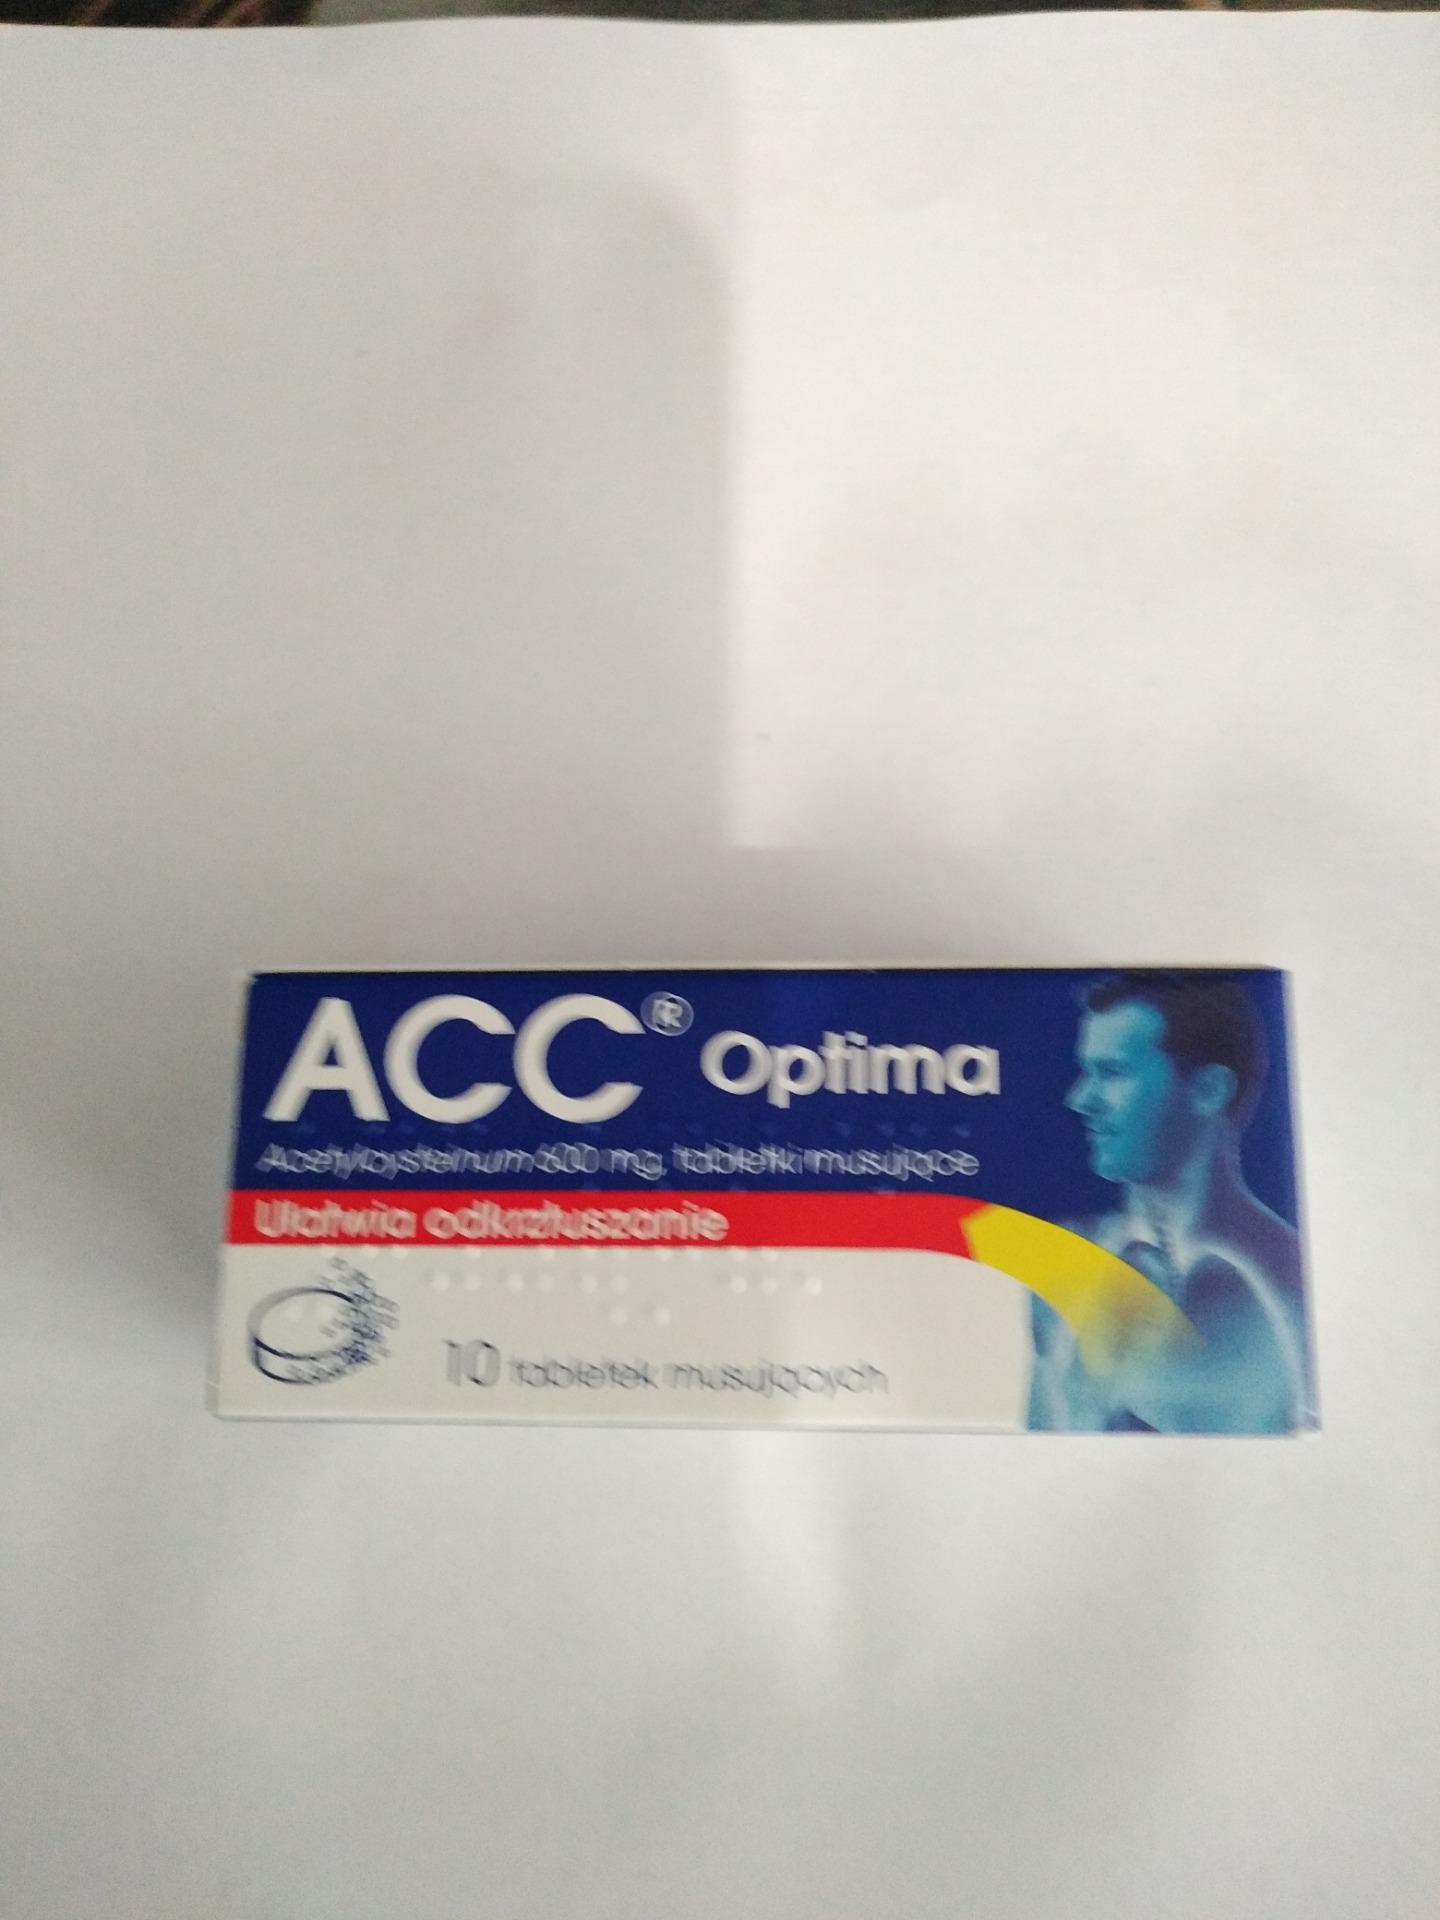 ACC® Optima
Acetylcysteinum 600 mg, tabletki musujące
Ułatwia odkrztuszanie
10 tabletek musujących